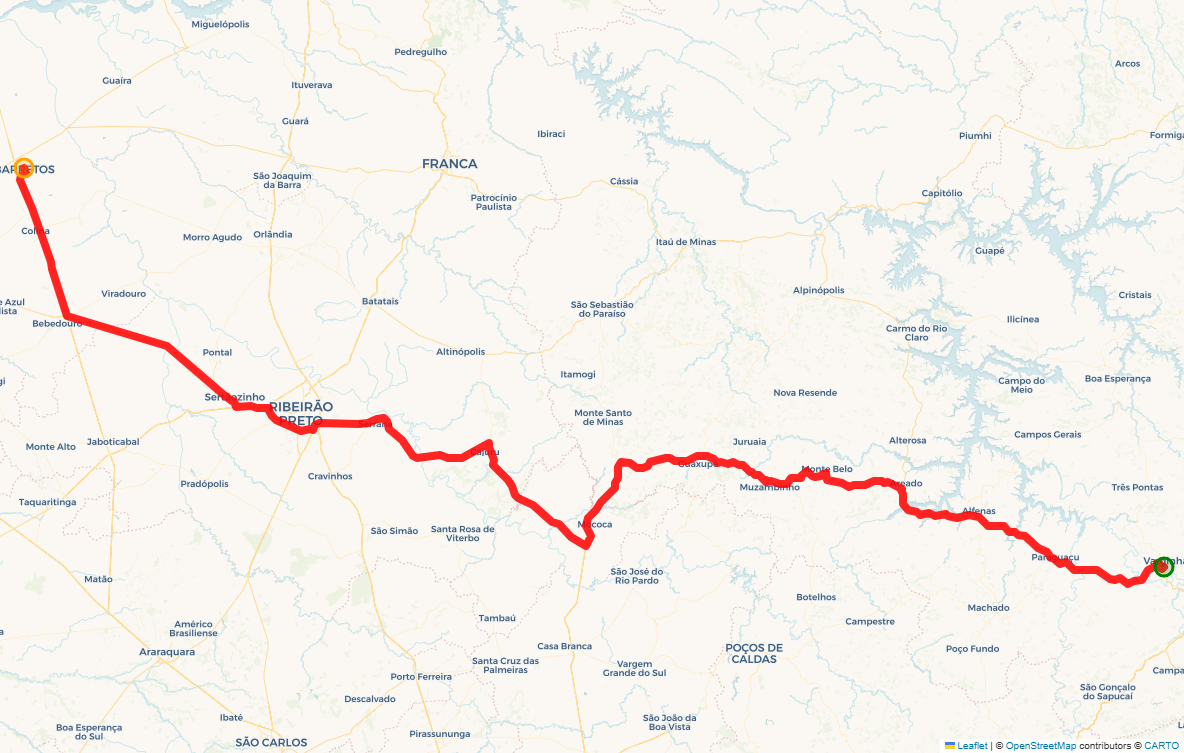 Miguelópolis
Pedregulho
Arcos
Guaíra
Ituverava
Guará
Ibiraci
Piumhi
Formiga
BARRETOS
FRANCA
São Joaquim
da Barra
Cássia
Patrocínio
Paulista
Capitólio
Colina
Morro Agudo
Orlândia
Itaú de Minas
Guapé
Viradouro
Alpinópolis
Cristais
e Azul
lista
Batatais
São Sebastião
do Paraíso
Ilicínea
Bebedouro
Carmo do Rio
Claro
Pontal
Altinópolis
gi
Itamogi
Campo do
Meio
Boa Esperança
Sertãozinho
Nova Resende
RIBEIRÃO
PRETO
Serrana
Monte Santo
de Minas
Monte Alto
Jaboticabal
Juruaia
Alterosa
Campos Gerais
Cajuru
Guaxupé
Monte Belo
Cravinhos
Pradópolis
Muzambinho
Areado
Três Pontas
Taquaritinga
Alfenas
São Simão
Santa Rosa de
Viterbo
Mococa
Paraguaçu
Varginha
Matão
São José do
Rio Pardo
Botelhos
Machado
Tambaú
Campestre
Américo
Brasiliense
Araraquara
Casa Branca
POÇOS DE
CALDAS
Poço Fundo
Santa Cruz das
Palmeiras
Vargem
Grande do Sul
Campa
Porto Ferreira
São Gonçalo
do Sapucaí
Descalvado
Ibaté
São João da
Boa Vista
Boa Esperança
do Sul
Pirassununga
SÃO CARLOS
Leaflet | © OpenStreetMap contributors © CARTO